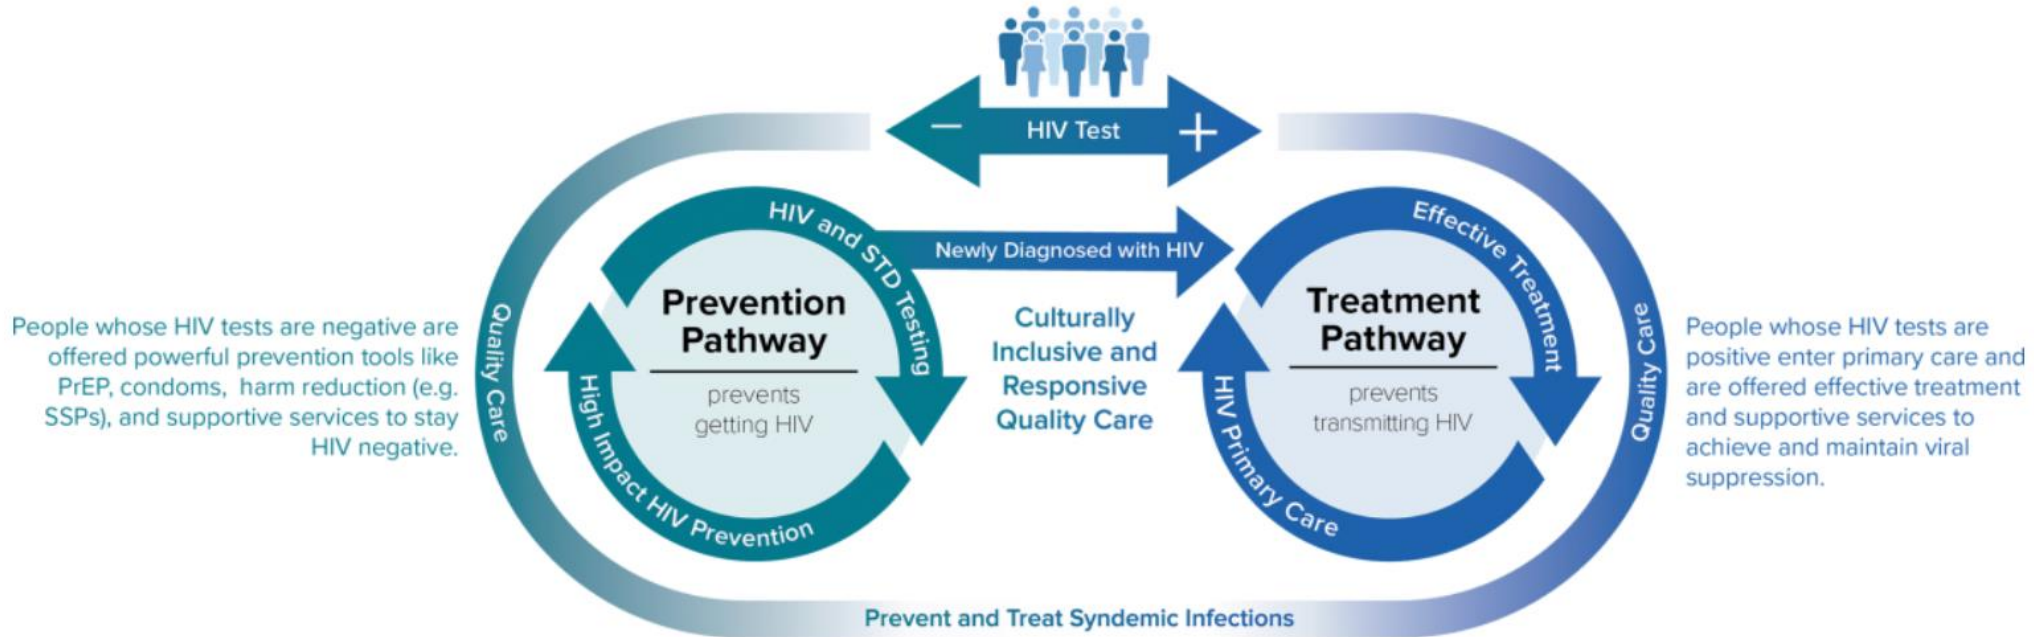 − HIV Test +
HIV and STD Testing
Newly Diagnosed with HIV
Effective Treatment
People whose HIV tests are negative are
offered powerful prevention tools like
PrEP, condoms, harm reduction (e.g.
SSPs), and supportive services to stay
HIV negative.
Quality Care
Prevention
Pathway
prevents
getting HIV
High Impact HIV Prevention
Culturally
Inclusive and
Responsive
Quality Care
Treatment
Pathway
prevents
transmitting HIV
HIV Primary Care
Quality Care
People whose HIV tests are
positive enter primary care and
are offered effective treatment
and supportive services to
achieve and maintain viral
suppression.
Prevent and Treat Syndemic Infections